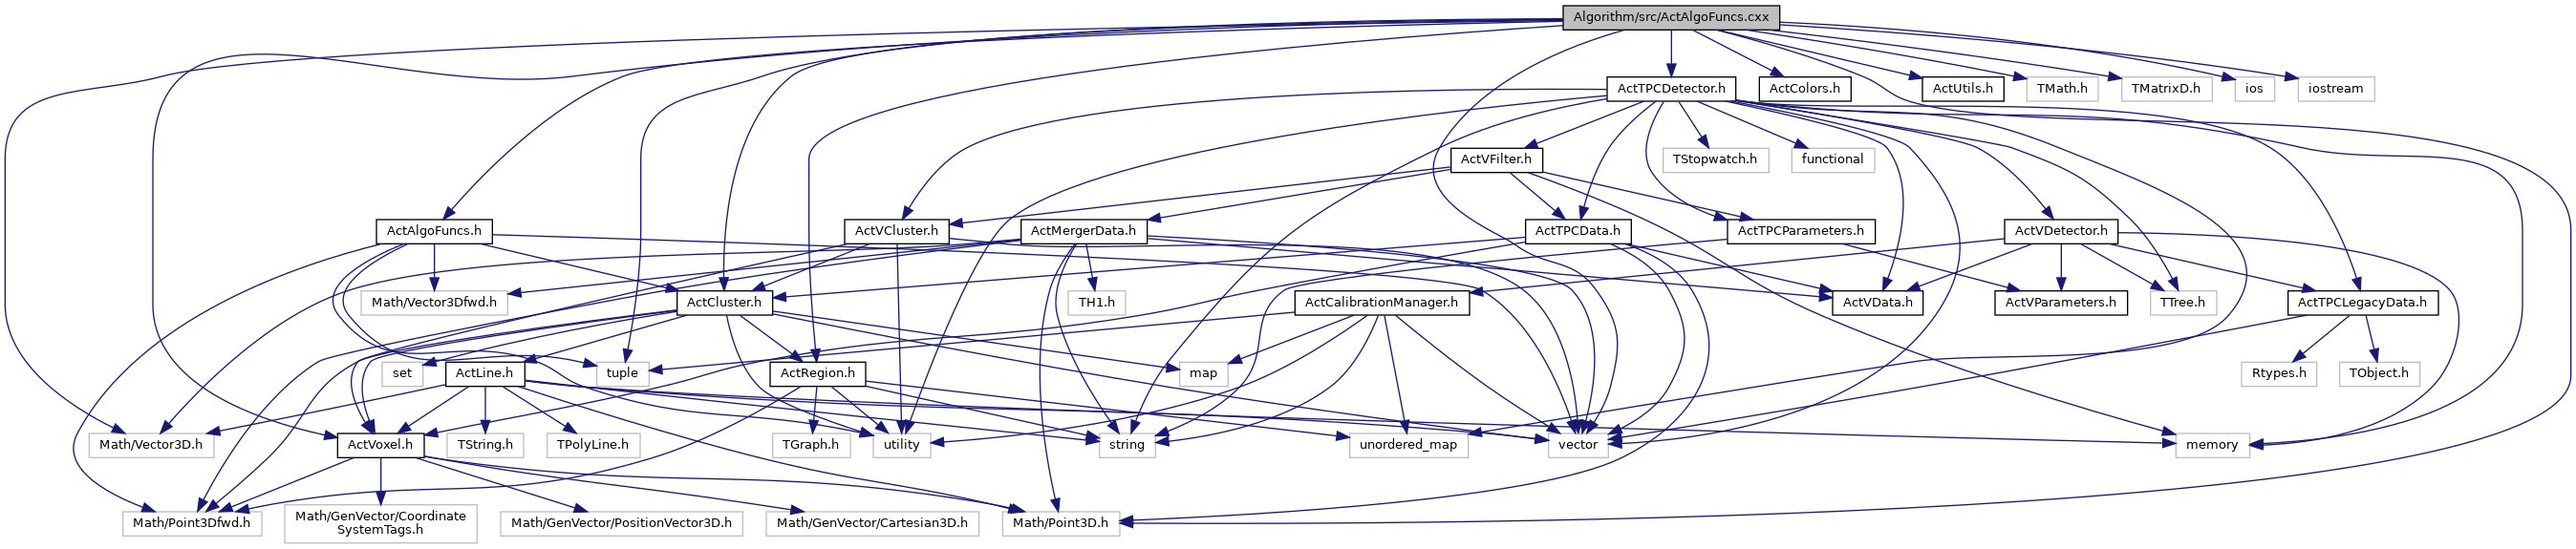 Algorithm/src/ActAlgoFuncs.cxx
ActTPCDetector.h
ActColors.h
ActUtils.h
TMath.h
TMatrixD.h
ios
iostream
ActVFilter.h
TStopwatch.h
functional
ActAlgoFuncs.h
ActVCluster.h
ActMergerData.h
ActTPCData.h
ActTPCParameters.h
ActVDetector.h
Math/Vector3Dfwd.h
ActCluster.h
TH1.h
ActCalibrationManager.h
ActVData.h
ActVParameters.h
TTree.h
ActTPCLegacyData.h
set
ActLine.h
tuple
ActRegion.h
map
Rtypes.h
TObject.h
Math/Vector3D.h
ActVoxel.h
TString.h
TPolyLine.h
TGraph.h
utility
string
unordered_map
vector
memory
Math/Point3Dfwd.h
Math/GenVector/Coordinate
SystemTags.h
Math/GenVector/PositionVector3D.h
Math/GenVector/Cartesian3D.h
Math/Point3D.h